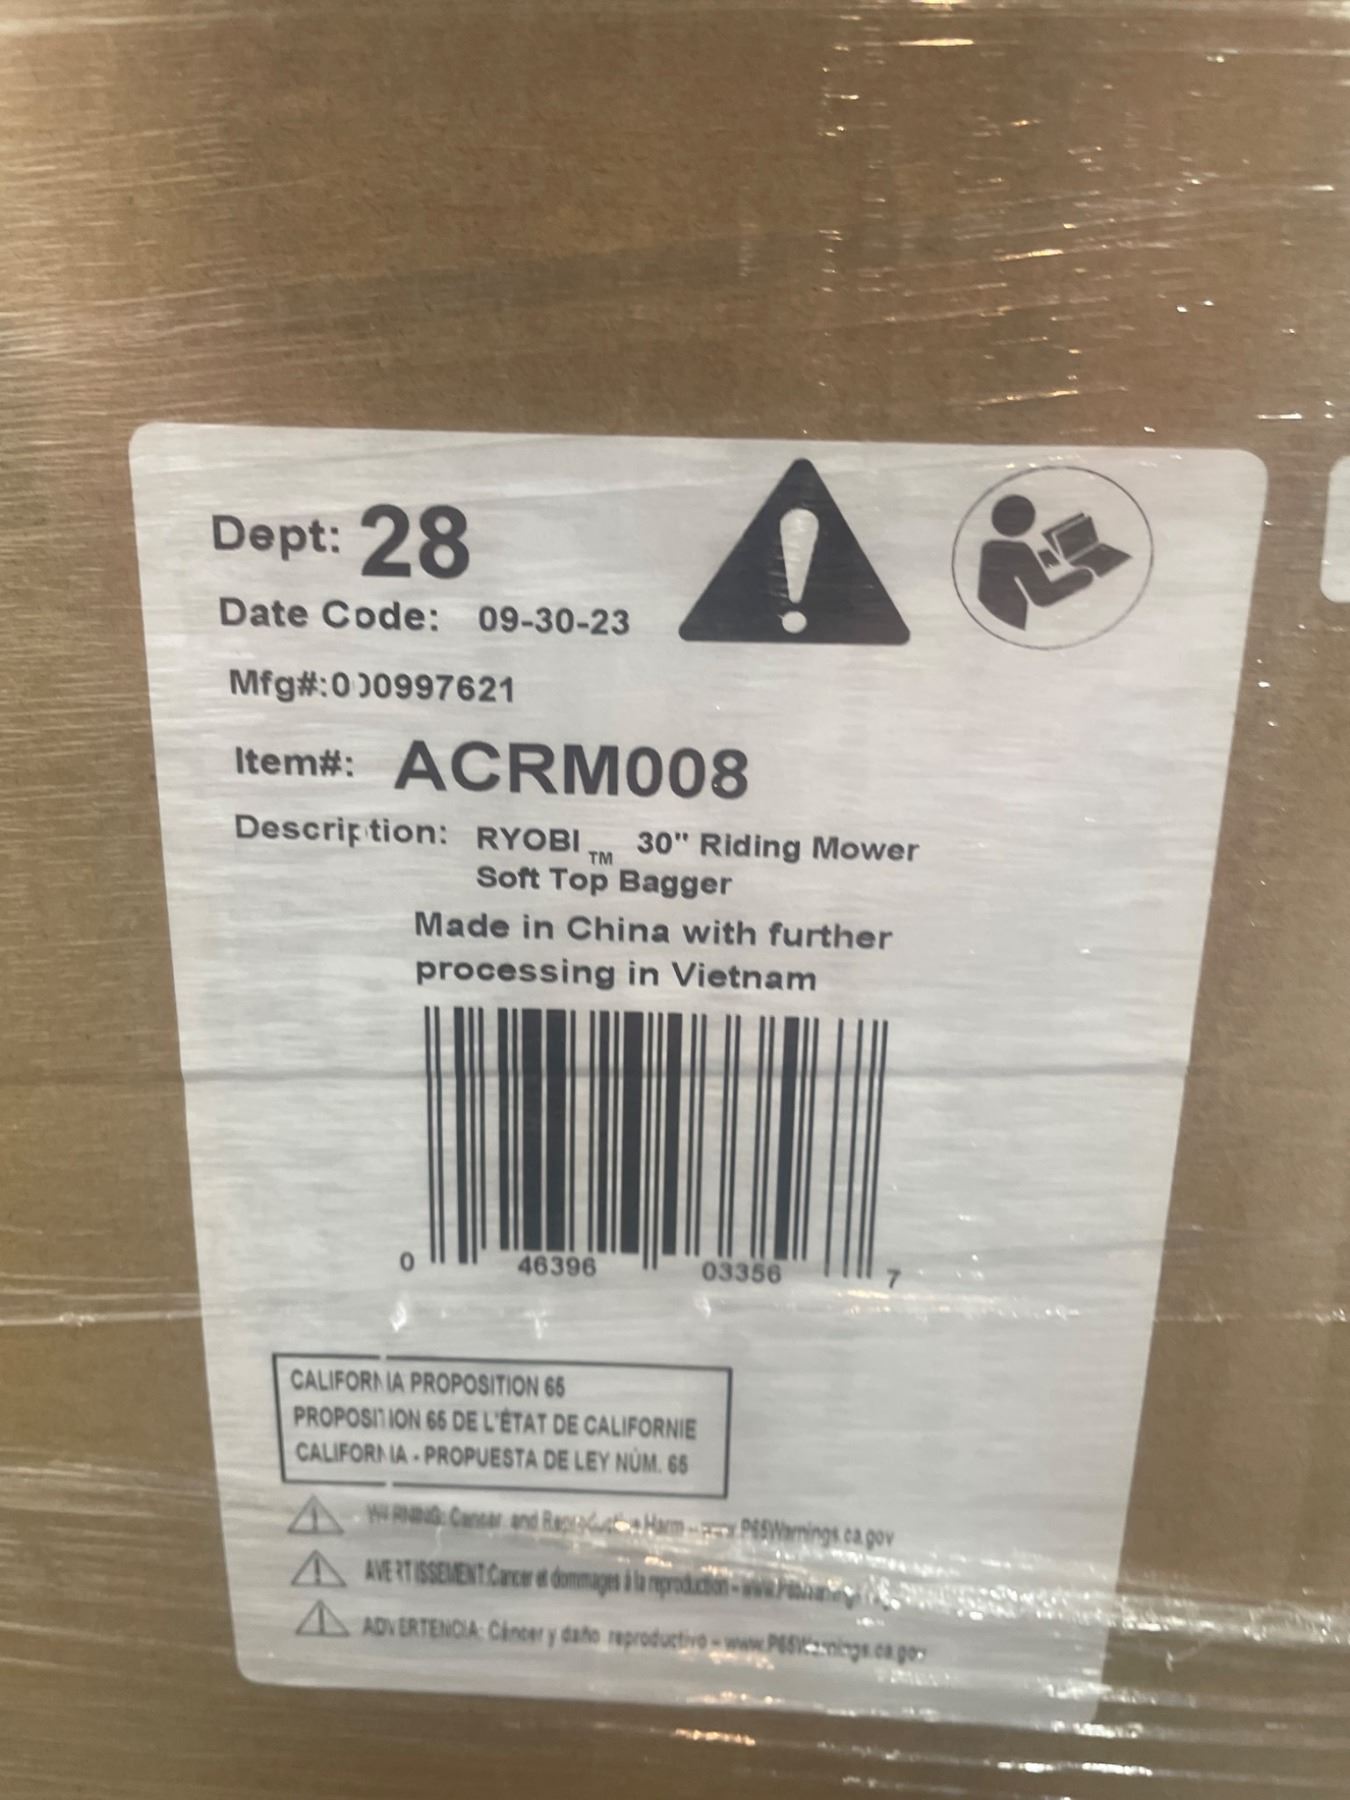 Dept: 28
Date Code: 09-30-23
Mfg#:000997621
Item#: ACRM008
Description: RYOBI TM 30" Riding Mower
Soft Top Bagger
Made in China with further
processing in Vietnam
0 46396 03356 7
CALIFORNIA PROPOSITION 65
PROPOSITION 65 DE L'ÉTAT DE CALIFORNIE
CALIFORNIA - PROPUESTA DE LEY NÚM. 65
WARNING: Cancer and Reproductive Harm - www.P65Warnings.ca.gov
AVERTISSEMENT:Cancer et dommages à la reproduction -
ADVERTENCIA: Cáncer y daño reproductivo - www.P65Warnings.ca.gov